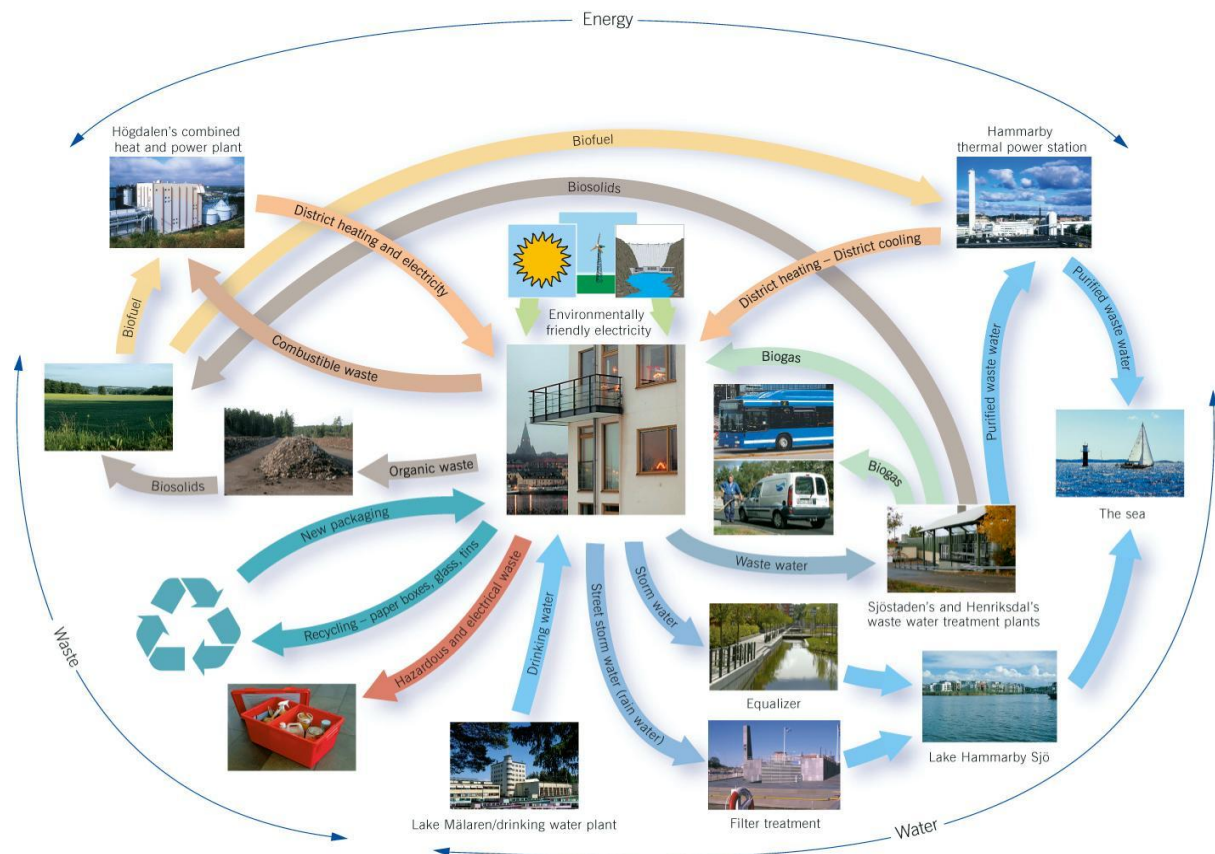 Energy
Högdalen's combined
heat and power plant
Hammarby
thermal power station
Biofuel
Biosolids
District heating and electricity
District heating – District cooling
Environmentally
friendly electricity
Biofuel
Combustible waste
Biogas
Purified waste water
Purified waste water
Biosolids
Organic waste
Biogas
The sea
New packaging
Waste water
Sjöstaden's and Henriksdal's
waste water treatment plants
Recycling – paper boxes, glass, tins
Hazardous and electrical waste
Drinking water
Storm water
Street storm water (rain water)
Waste
Equalizer
Lake Hammarby Sjö
Lake Mälaren/drinking water plant
Filter treatment
Water